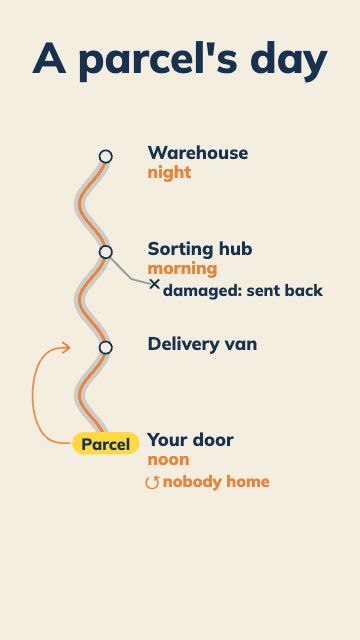 A parcel's day
Warehouse
night
Sorting hub
morning
damaged: sent back
Delivery van
Parcel
Your door
noon
nobody home